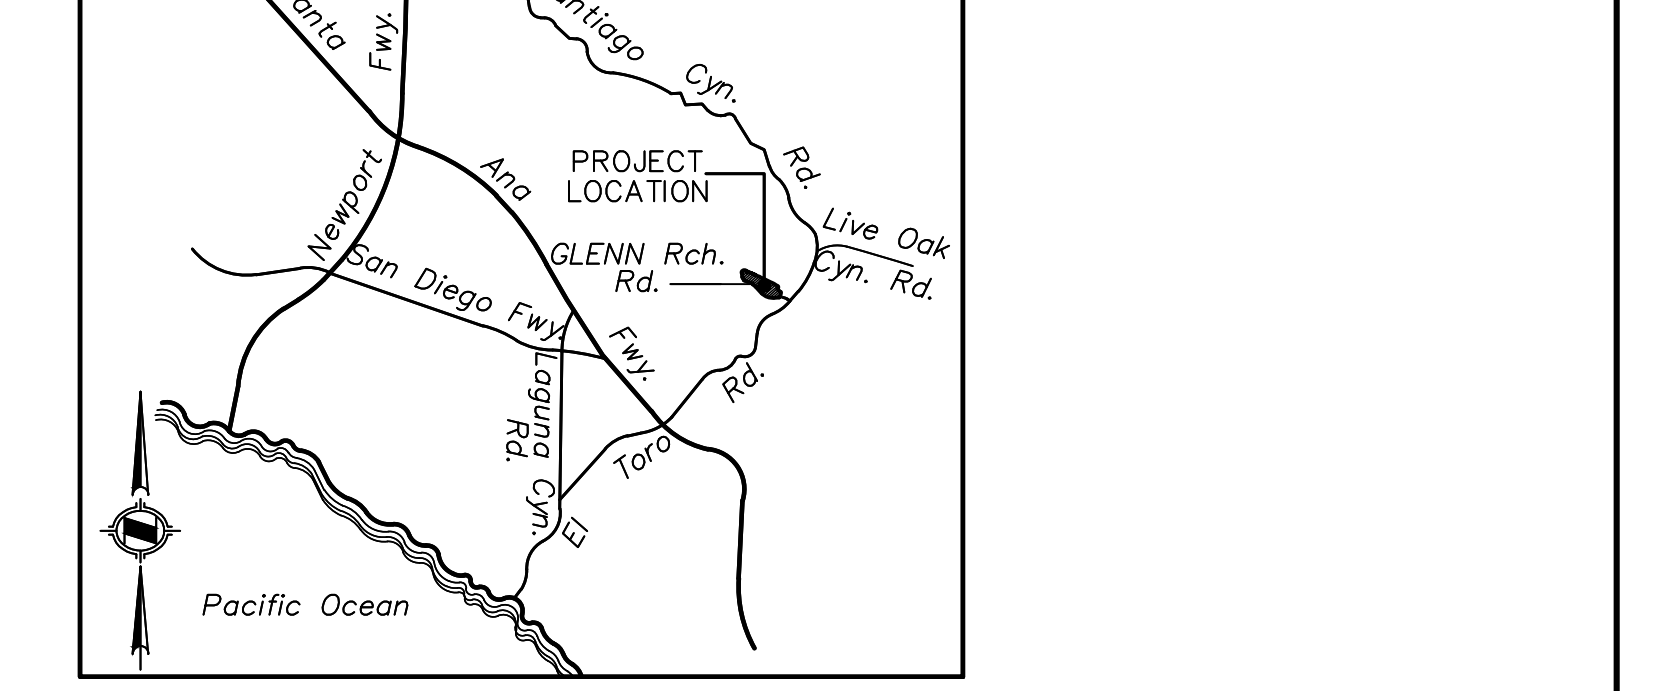 anta
Fwy.
ntiago
Cyn.
Rd.
PROJECT
LOCATION
Newport
Ana
Live Oak
Cyn. Rd.
GLENN Rch.
Rd.
San Diego Fwy.
Fwy.
Rd.
Laguna Cyn.
Rd.
Toro
El
Pacific Ocean